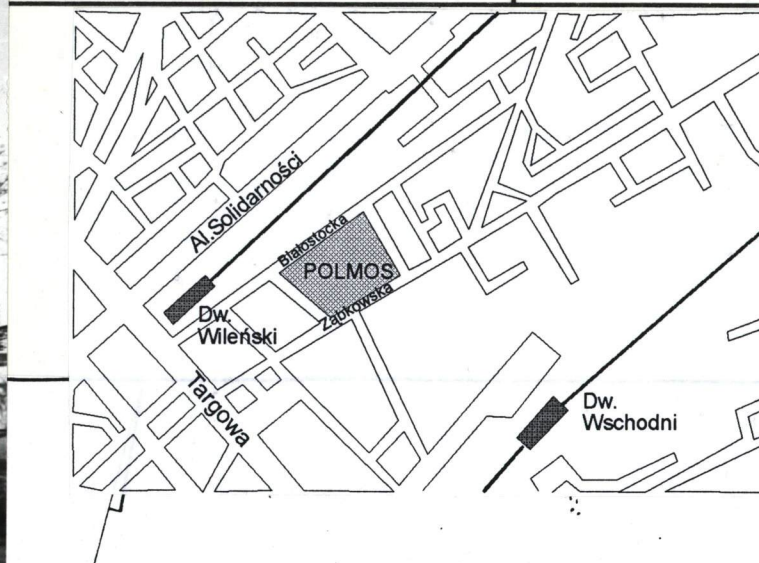 Al.Solidarności
Białostocka
POLMOS
Ząbkowska
Dw.
Wileński
Targowa
Dw.
Wschodni